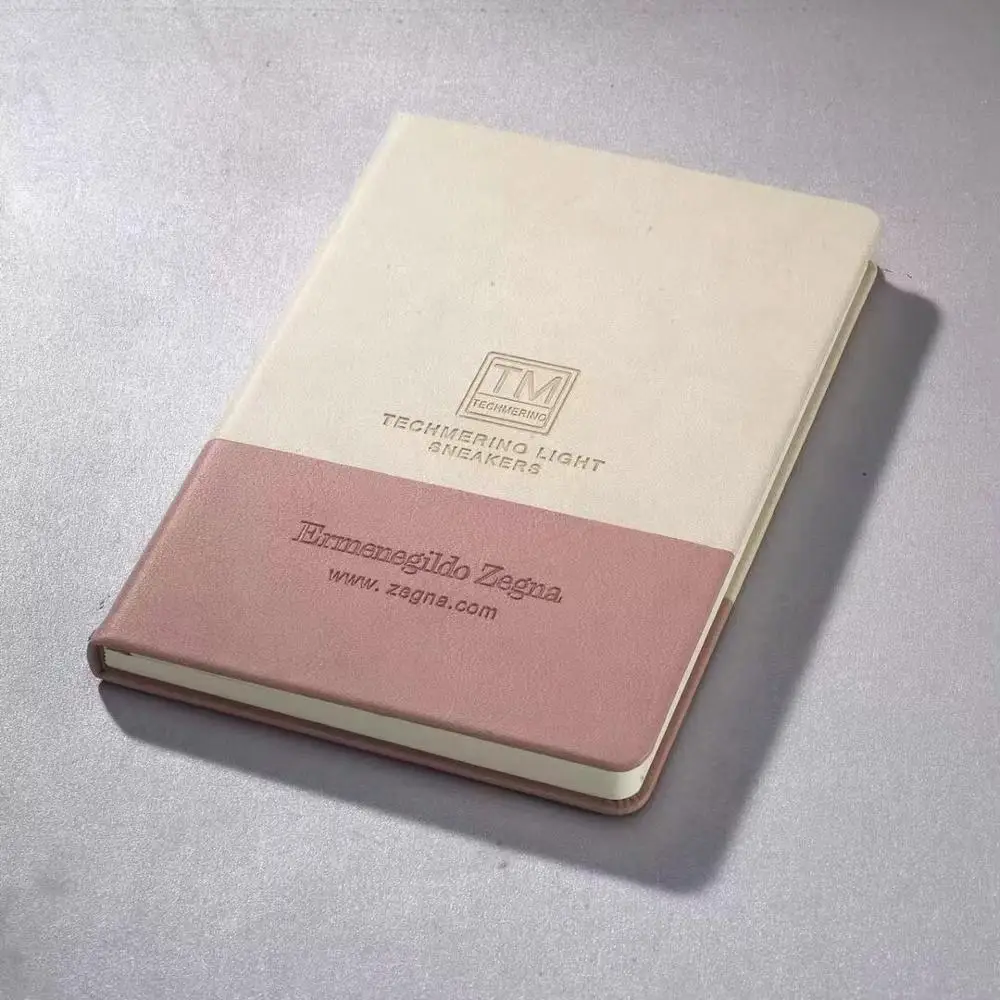 TM
TECHMERINO
TECHMERINO LIGHT
SNEAKERS
Ermenegildo Zegna
www. zegna.com